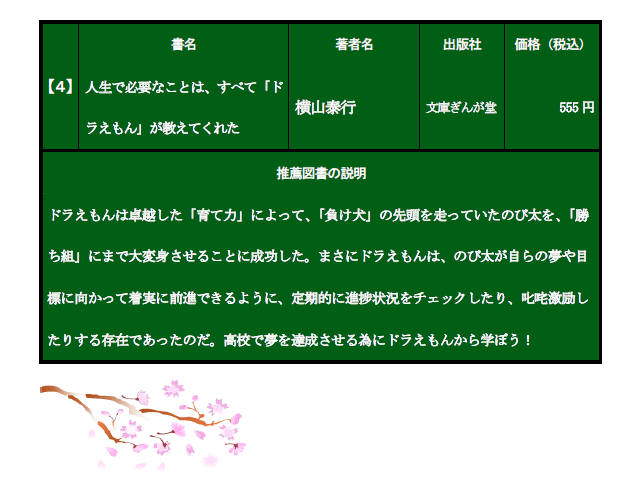 書名 著者名 出版社 価格（税込）
【4】 人生で必要なことは、すべて「ド
ラえもん」が教えてくれた
横山泰行 文庫ぎんが堂 555 円
推薦図書の説明
ドラえもんは卓越した「育て力」によって、「負け犬」の先頭を走っていたのび太を、「勝
ち組」にまで大変身させることに成功した。まさにドラえもんは、のび太が自らの夢や目
標に向かって着実に前進できるように、定期的に進捗状況をチェックしたり、叱咤激励し
たりする存在であったのだ。高校で夢を達成させる為にドラえもんから学ぼう！